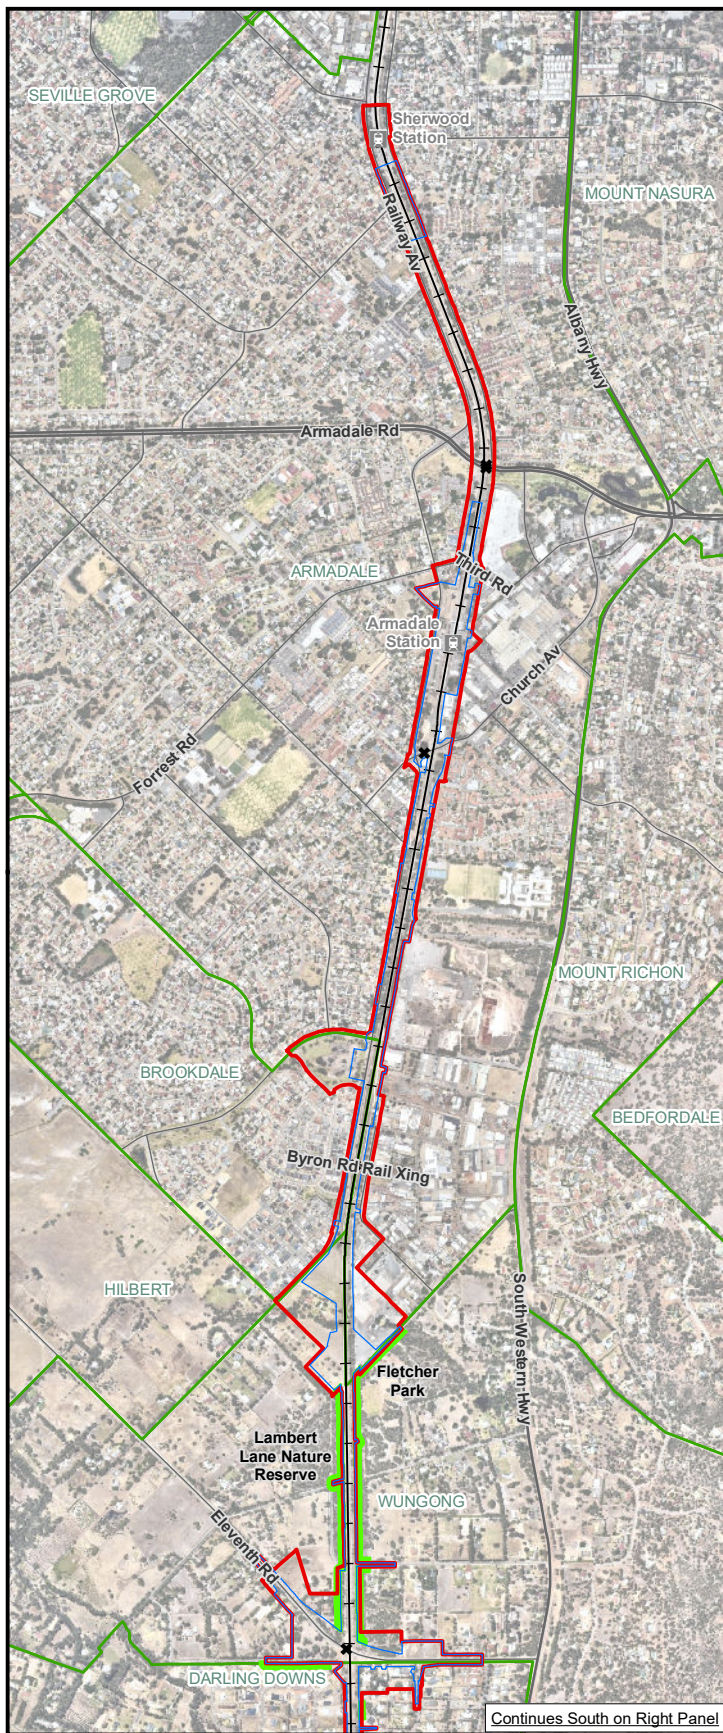 SEVILLE GROVE
Sherwood
Station
MOUNT NASURA
Railway Av
Albany Hwy
Armadale Rd
Third Rd
ARMADALE
Armadale
Station
Church Av
Forrest Rd
MOUNT RICHON
BROOKDALE
BEDFORDALE
Byron Rd Rail Xing
HILBERT
South Western Hwy
Fletcher
Park
Lambert
Lane Nature
Reserve
WUNGONG
Eleventh Rd
DARLING DOWNS
Continues South on Right Panel